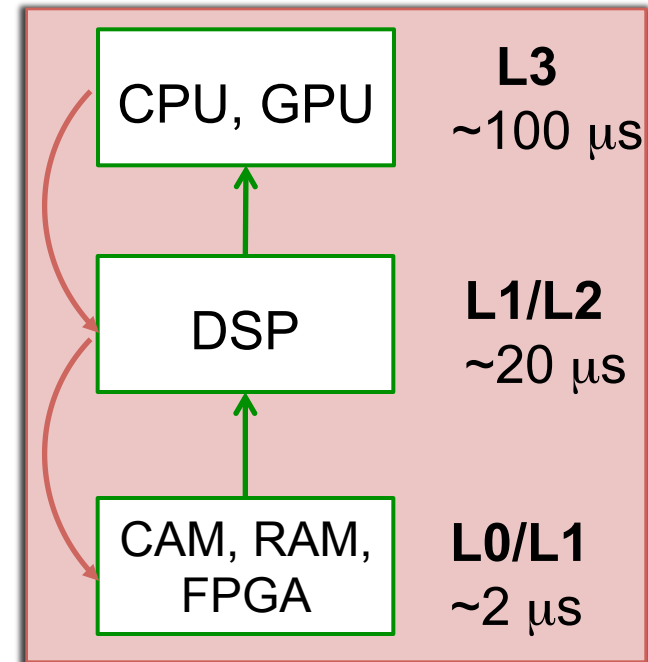 CPU, GPU
L3
~100 μs
DSP
L1/L2
~20 μs
CAM, RAM,
FPGA
L0/L1
~2 μs